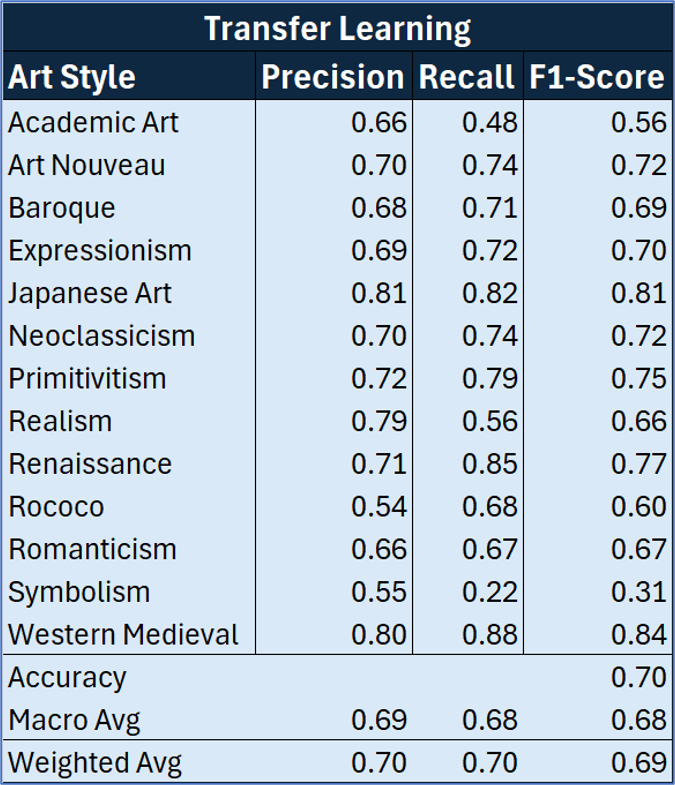 Transfer Learning
Art Style Precision Recall F1-Score
Academic Art 0.66 0.48 0.56
Art Nouveau 0.70 0.74 0.72
Baroque 0.68 0.71 0.69
Expressionism 0.69 0.72 0.70
Japanese Art 0.81 0.82 0.81
Neoclassicism 0.70 0.74 0.72
Primitivitism 0.72 0.79 0.75
Realism 0.79 0.56 0.66
Renaissance 0.71 0.85 0.77
Rococo 0.54 0.68 0.60
Romanticism 0.66 0.67 0.67
Symbolism 0.55 0.22 0.31
Western Medieval 0.80 0.88 0.84
Accuracy 0.70
Macro Avg 0.69 0.68 0.68
Weighted Avg 0.70 0.70 0.69